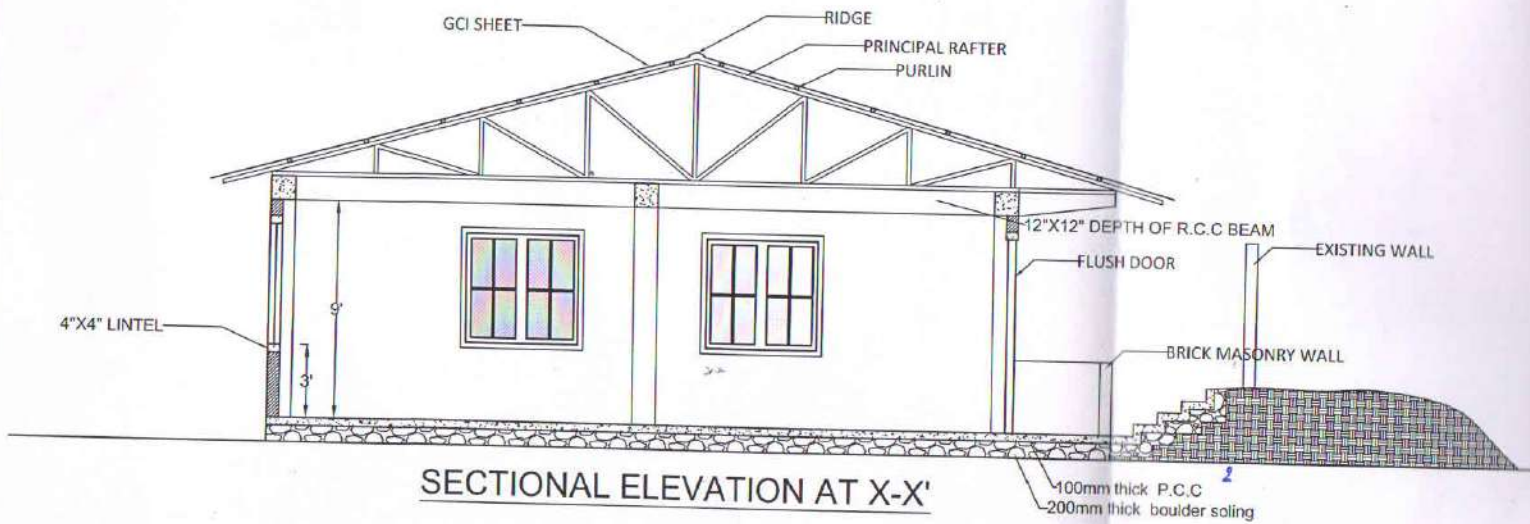 GCI SHEET
RIDGE
PRINCIPAL RAFTER
PURLIN
12"X12" DEPTH OF R.C.C BEAM
EXISTING WALL
FLUSH DOOR
9'
4"X4" LINTEL
BRICK MASONRY WALL
3'
2
SECTIONAL ELEVATION AT X-X'
100mm thick P.C.C
200mm thick boulder soling